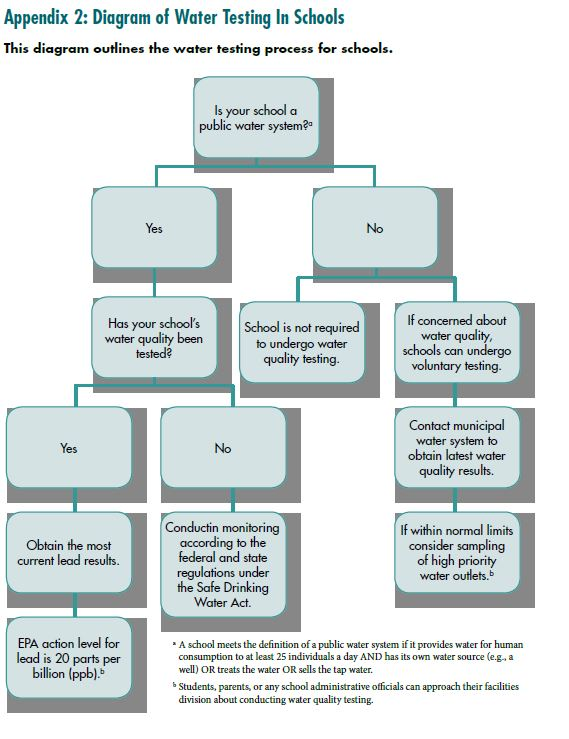 Appendix 2: Diagram of Water Testing In Schools
This diagram outlines the water testing process for schools.
Is your school a
public water system?ᵃ
Yes
No
Has your school's
water quality been
tested?
School is not required
to undergo water
quality testing.
If concerned about
water quality,
schools can undergo
voluntary testing.
Yes
No
Contact municipal
water system to
obtain latest water
quality results.
Obtain the most
current lead results.
Conductin monitoring
according to the
federal and state
regulations under
the Safe Drinking
Water Act.
If within normal limits
consider sampling
of high priority
water outlets.ᵇ
EPA action level for
lead is 20 parts per
billion (ppb).ᵇ
ᵃ A school meets the definition of a public water system if it provides water for human
consumption to at least 25 individuals a day AND has its own water source (e.g., a
well) OR treats the water OR sells the tap water.
ᵇ Students, parents, or any school administrative officials can approach their facilities
division about conducting water quality testing.